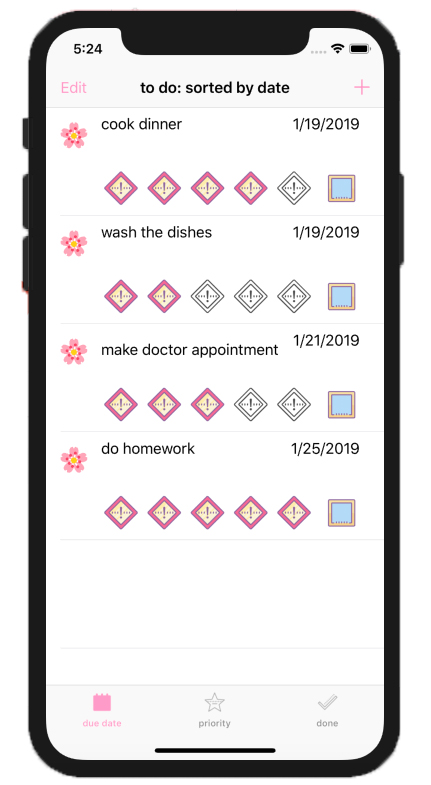 5:24
Edit to do: sorted by date +
cook dinner 1/19/2019
wash the dishes 1/19/2019
make doctor appointment 1/21/2019
do homework 1/25/2019
due date priority done